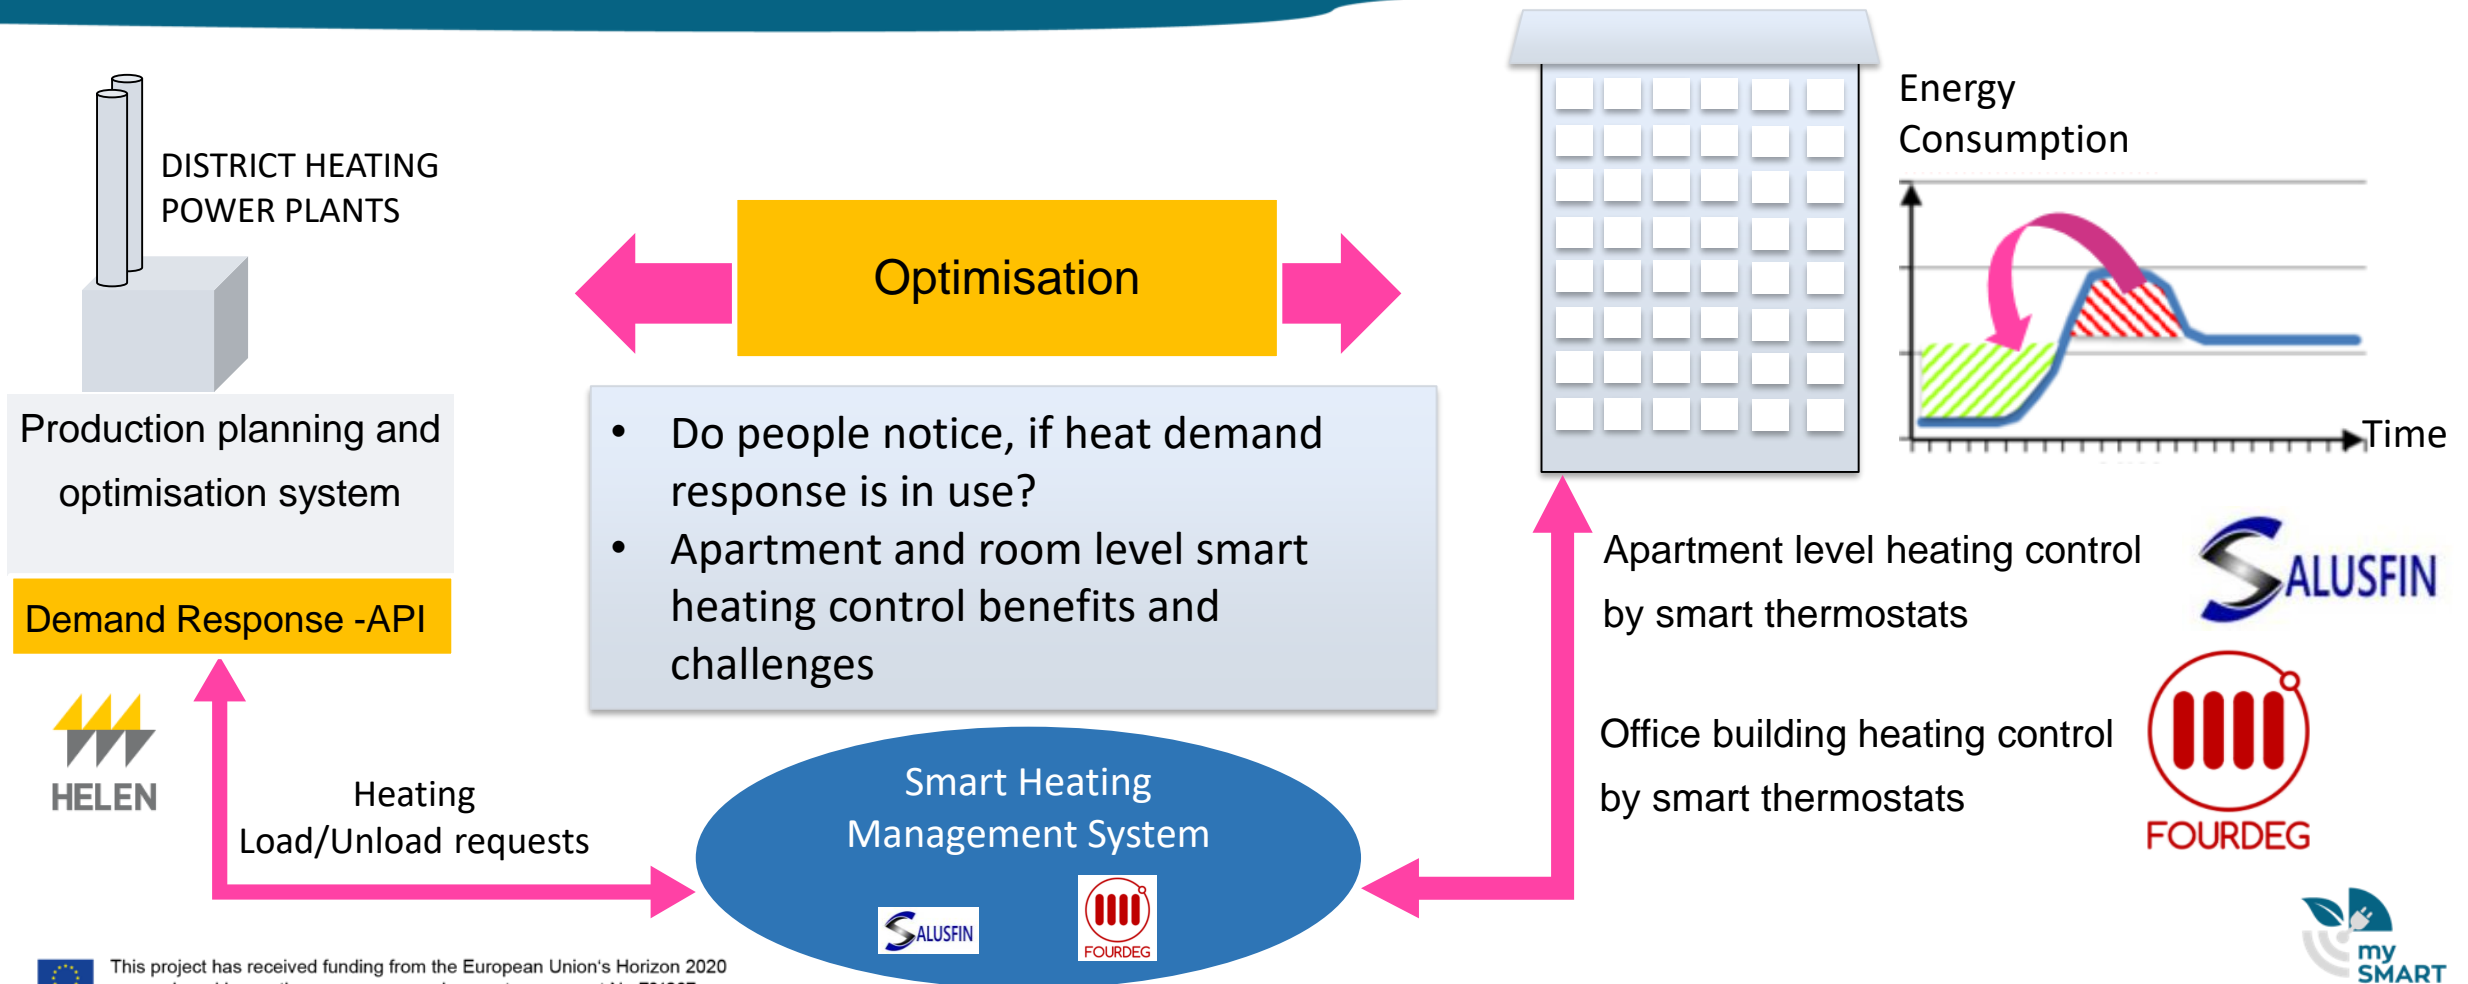 DISTRICT HEATING
POWER PLANTS
Production planning and
optimisation system
Demand Response -API
HELEN
Heating
Load/Unload requests
Optimisation
• Do people notice, if heat demand
response is in use?
• Apartment and room level smart
heating control benefits and
challenges
Smart Heating
Management System
SALUSFIN
FOURDEG
Energy
Consumption
Time
Apartment level heating control
by smart thermostats
SALUSFIN
Office building heating control
by smart thermostats
FOURDEG
my
SMART
This project has received funding from the European Union's Horizon 2020